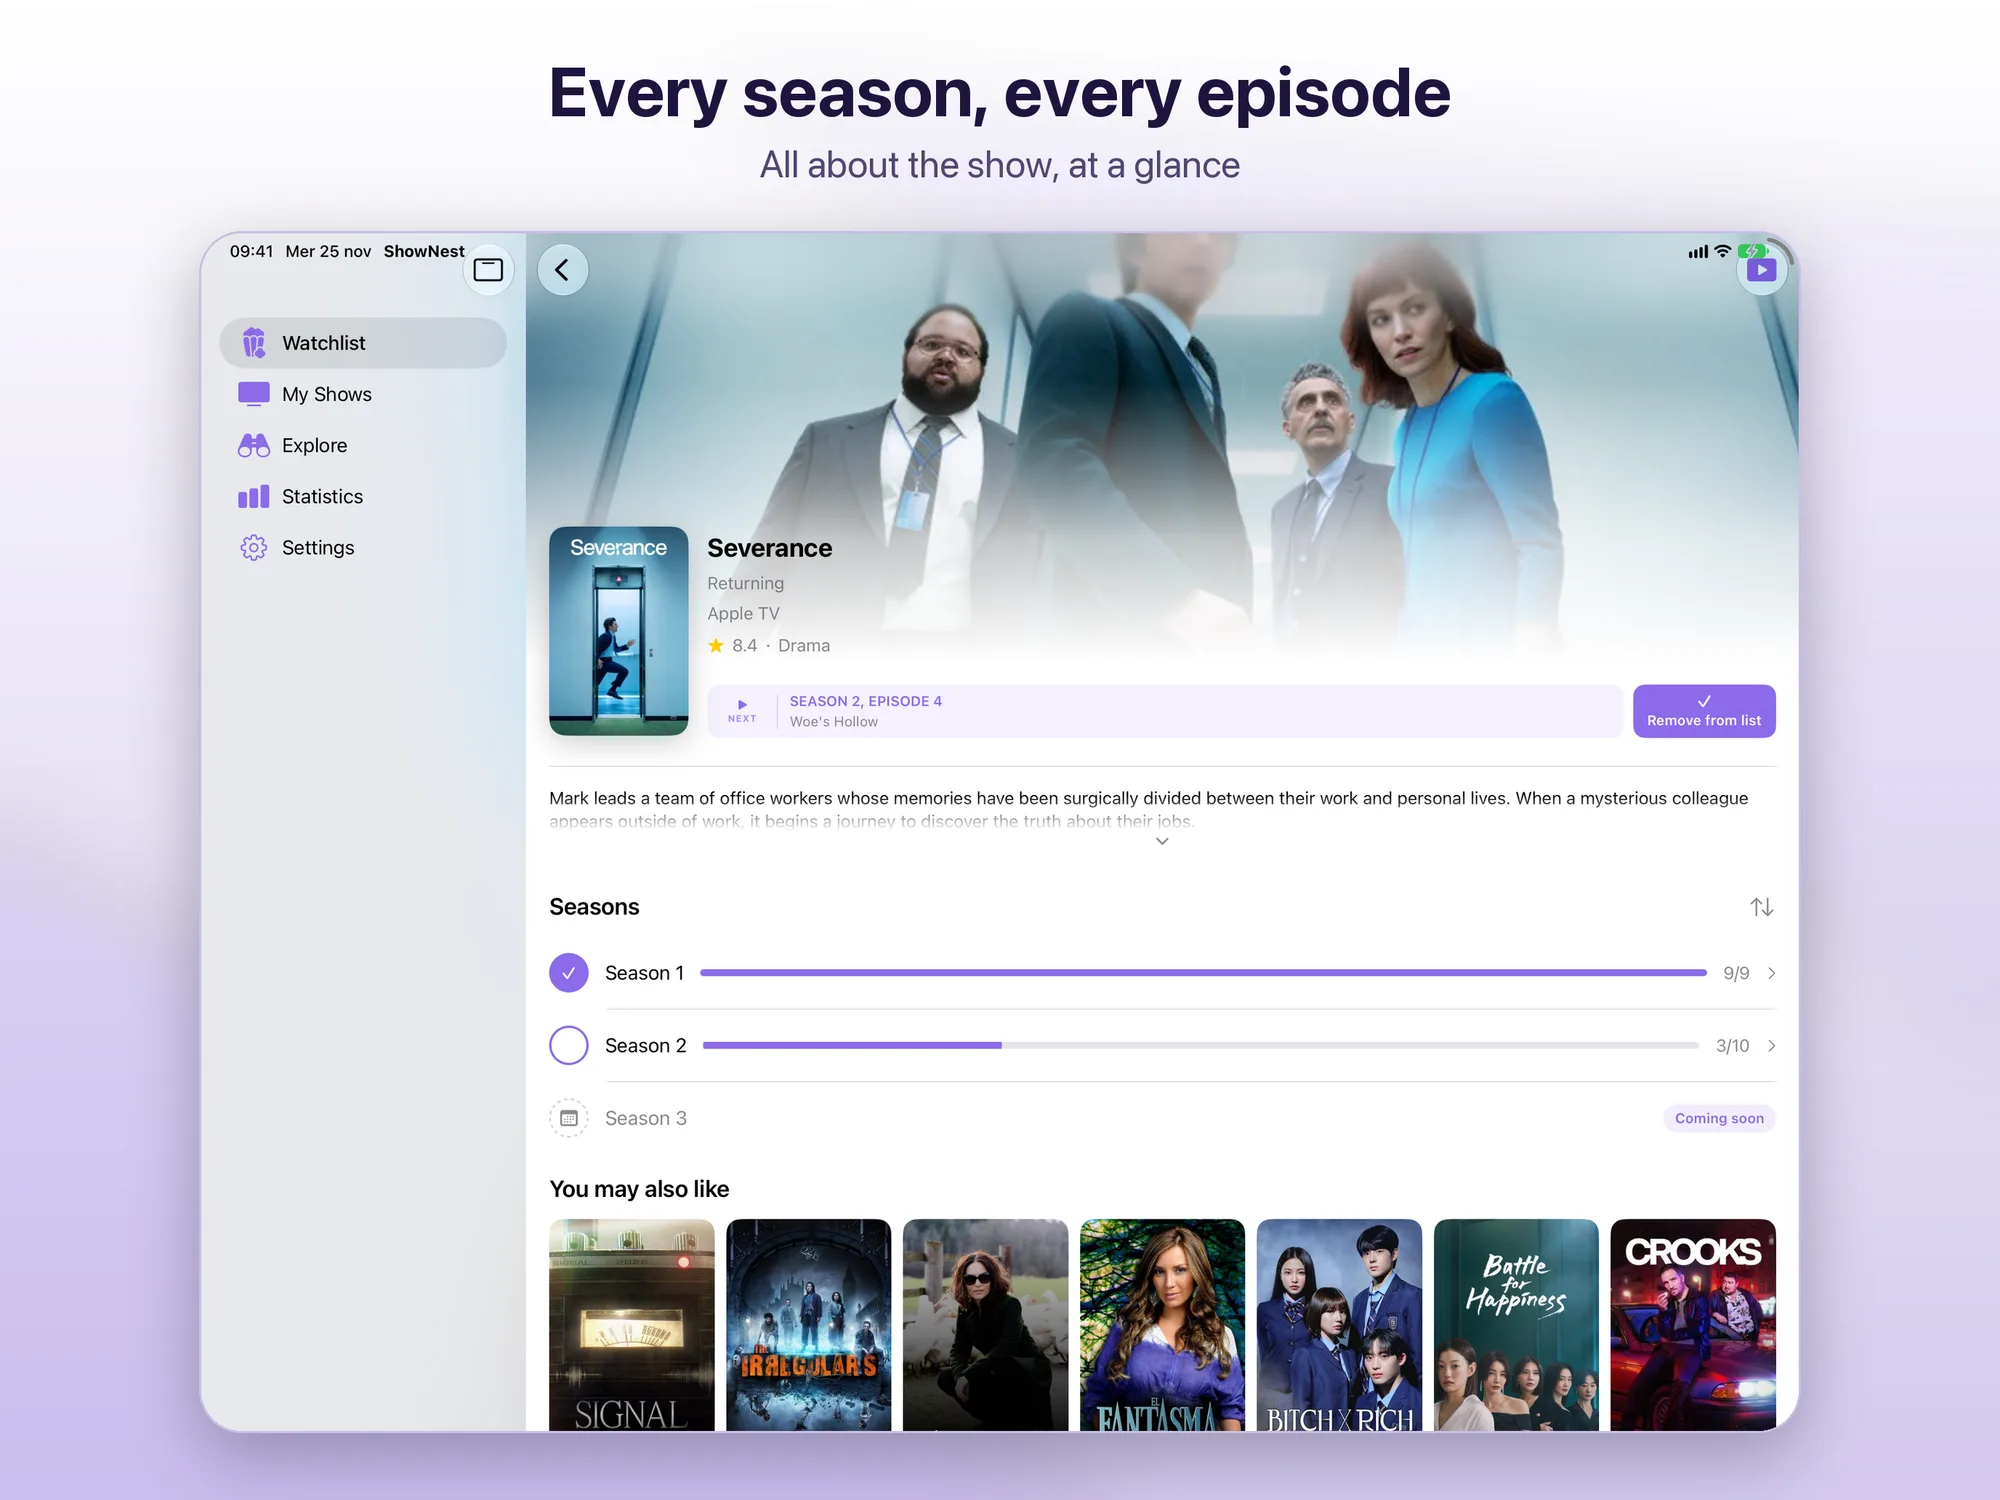 Every season, every episode
All about the show, at a glance
09:41 Mer 25 nov ShowNest
Watchlist
My Shows
Explore
Statistics
Settings
Severance
Severance
Returning
Apple TV
8.4 · Drama
NEXT
SEASON 2, EPISODE 4
Woe's Hollow
Remove from list
Mark leads a team of office workers whose memories have been surgically divided between their work and personal lives. When a mysterious colleague
appears outside of work, it begins a journey to discover the truth about their jobs.
Seasons
Season 1
9/9
Season 2
3/10
Season 3
Coming soon
You may also like
SIGNAL 2026
SIGNAL
THE
IRREGULARS
EL
FANTASMA
BITCH X RICH
Battle
for
Happiness
CROOKS